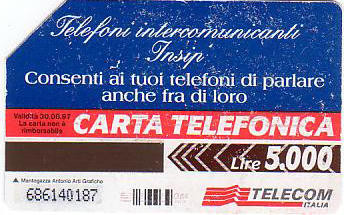 Telefoni intercomunicanti
Insip
Consenti ai tuoi telefoni di parlare
anche fra di loro
Validità 30.06.97
La carta non è
rimborsabile
CARTA TELEFONICA
Lire 5.000
Mantegazza Antonio Arti Grafiche
686140187
TELECOM
ITALIA